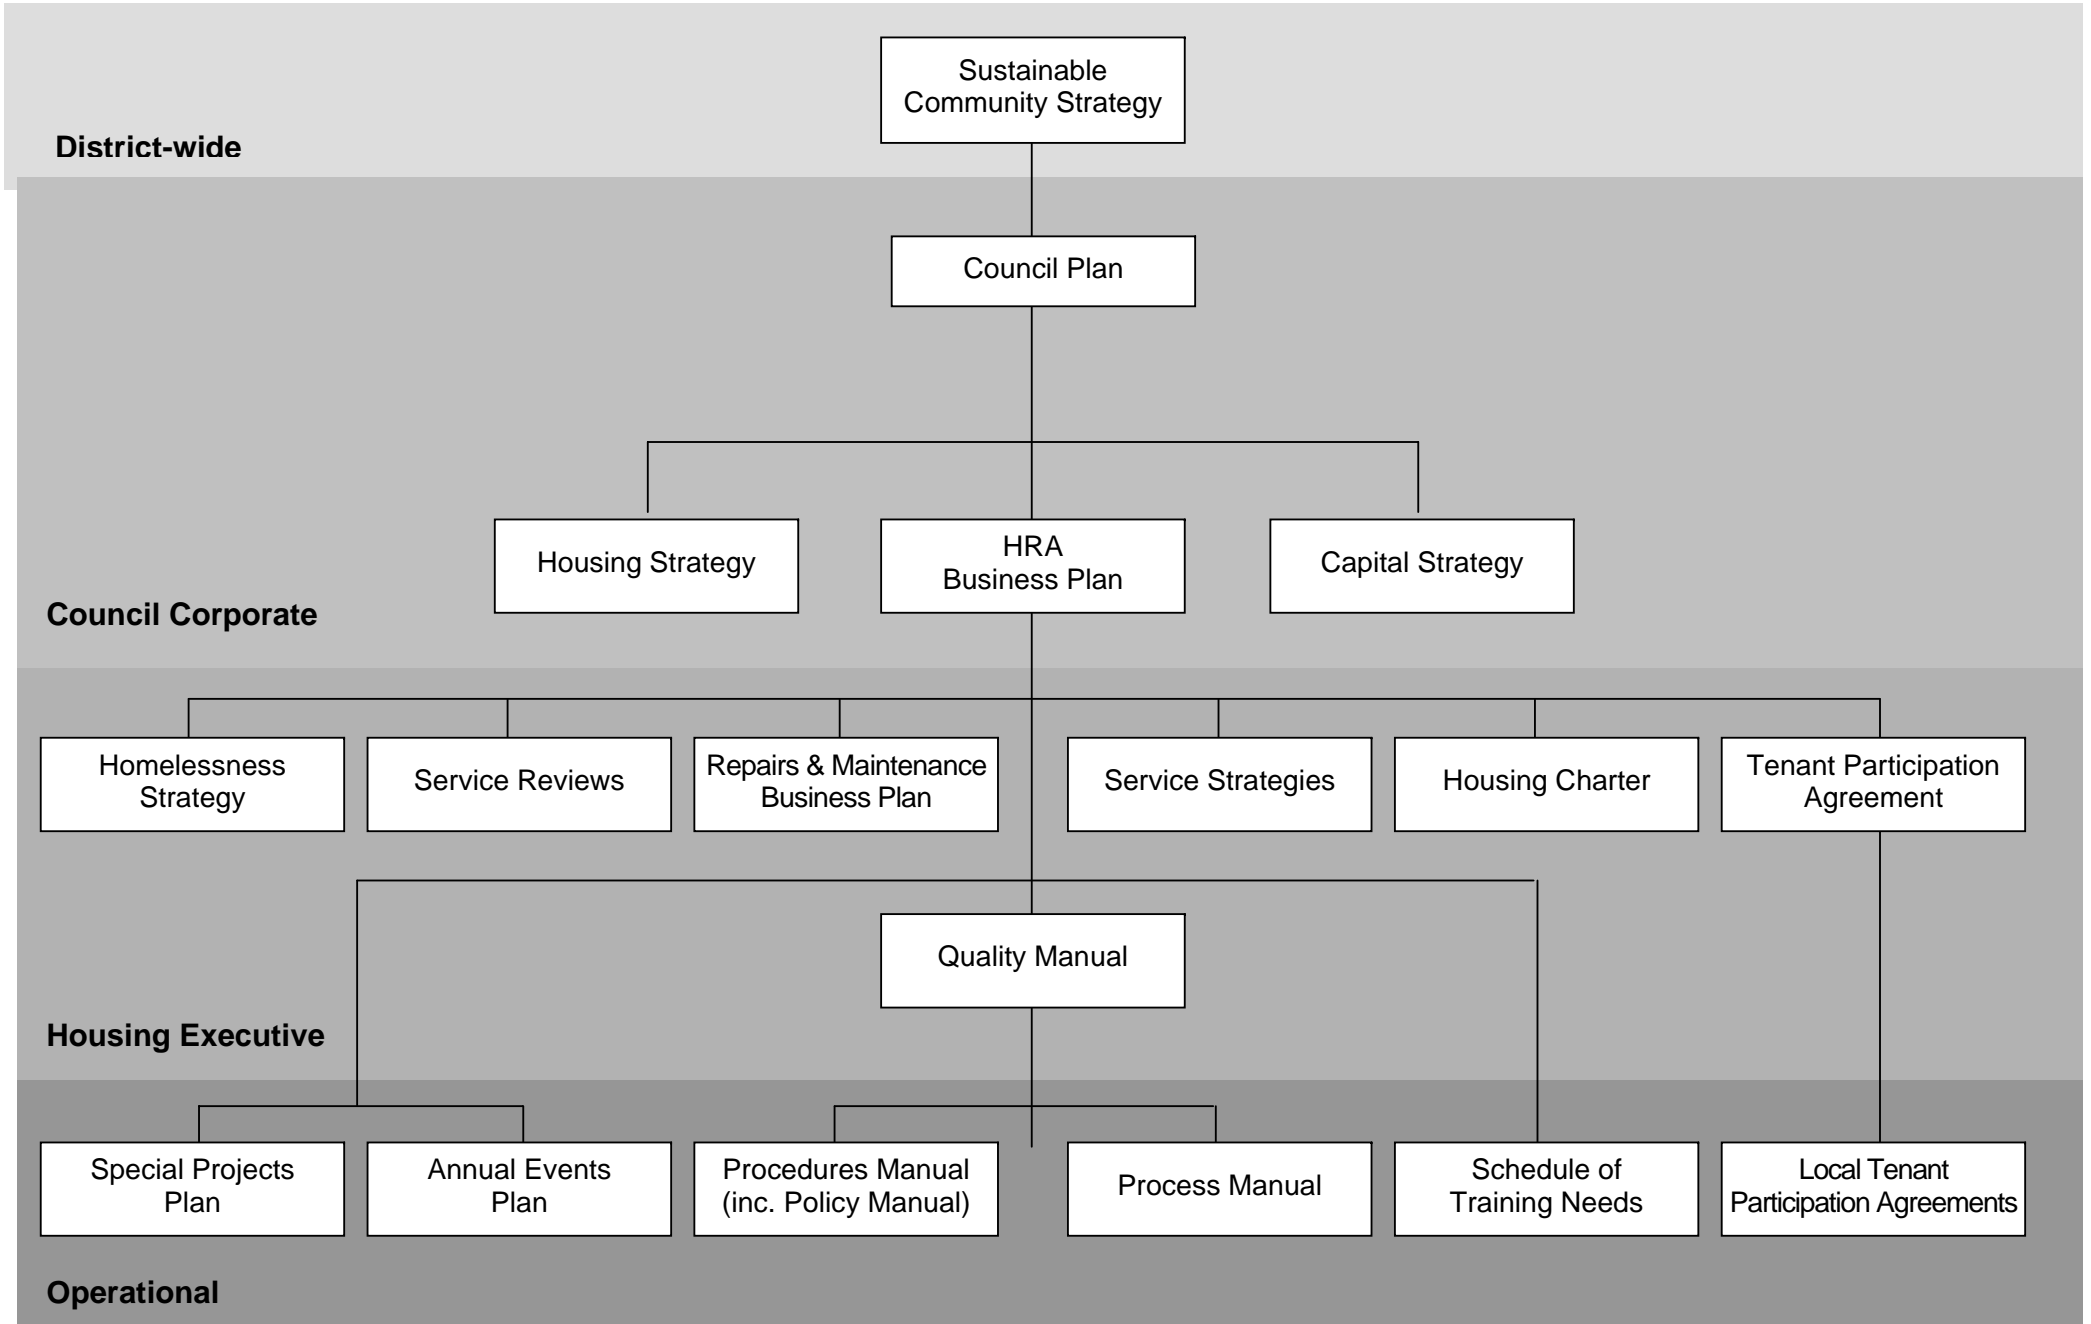 Sustainable
Community Strategy
District-wide
Council Plan
Housing Strategy
HRA
Business Plan
Capital Strategy
Council Corporate
Homelessness
Strategy
Service Reviews
Repairs & Maintenance
Business Plan
Service Strategies
Housing Charter
Tenant Participation
Agreement
Quality Manual
Housing Executive
Special Projects
Plan
Annual Events
Plan
Procedures Manual
(inc. Policy Manual)
Process Manual
Schedule of
Training Needs
Local Tenant
Participation Agreements
Operational